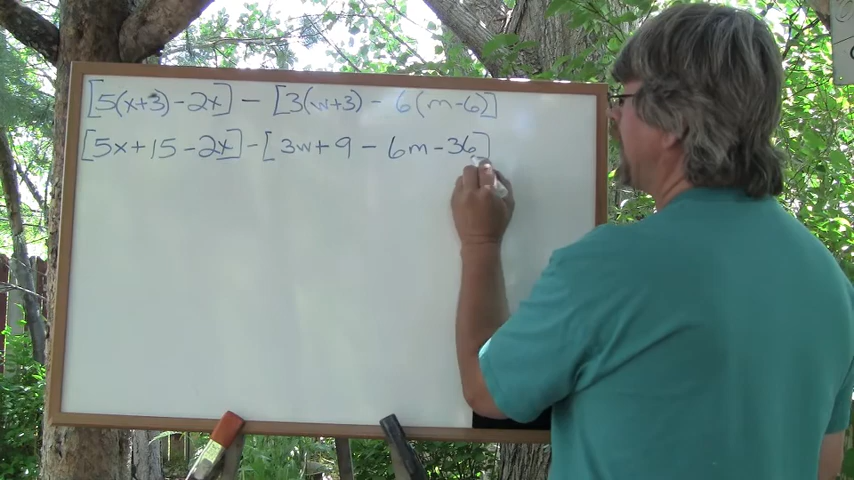 [5(x+3) - 2x] - [3(w+3) - 6(m-6)]
[5x + 15 - 2x] - [3w + 9 - 6m - 36]